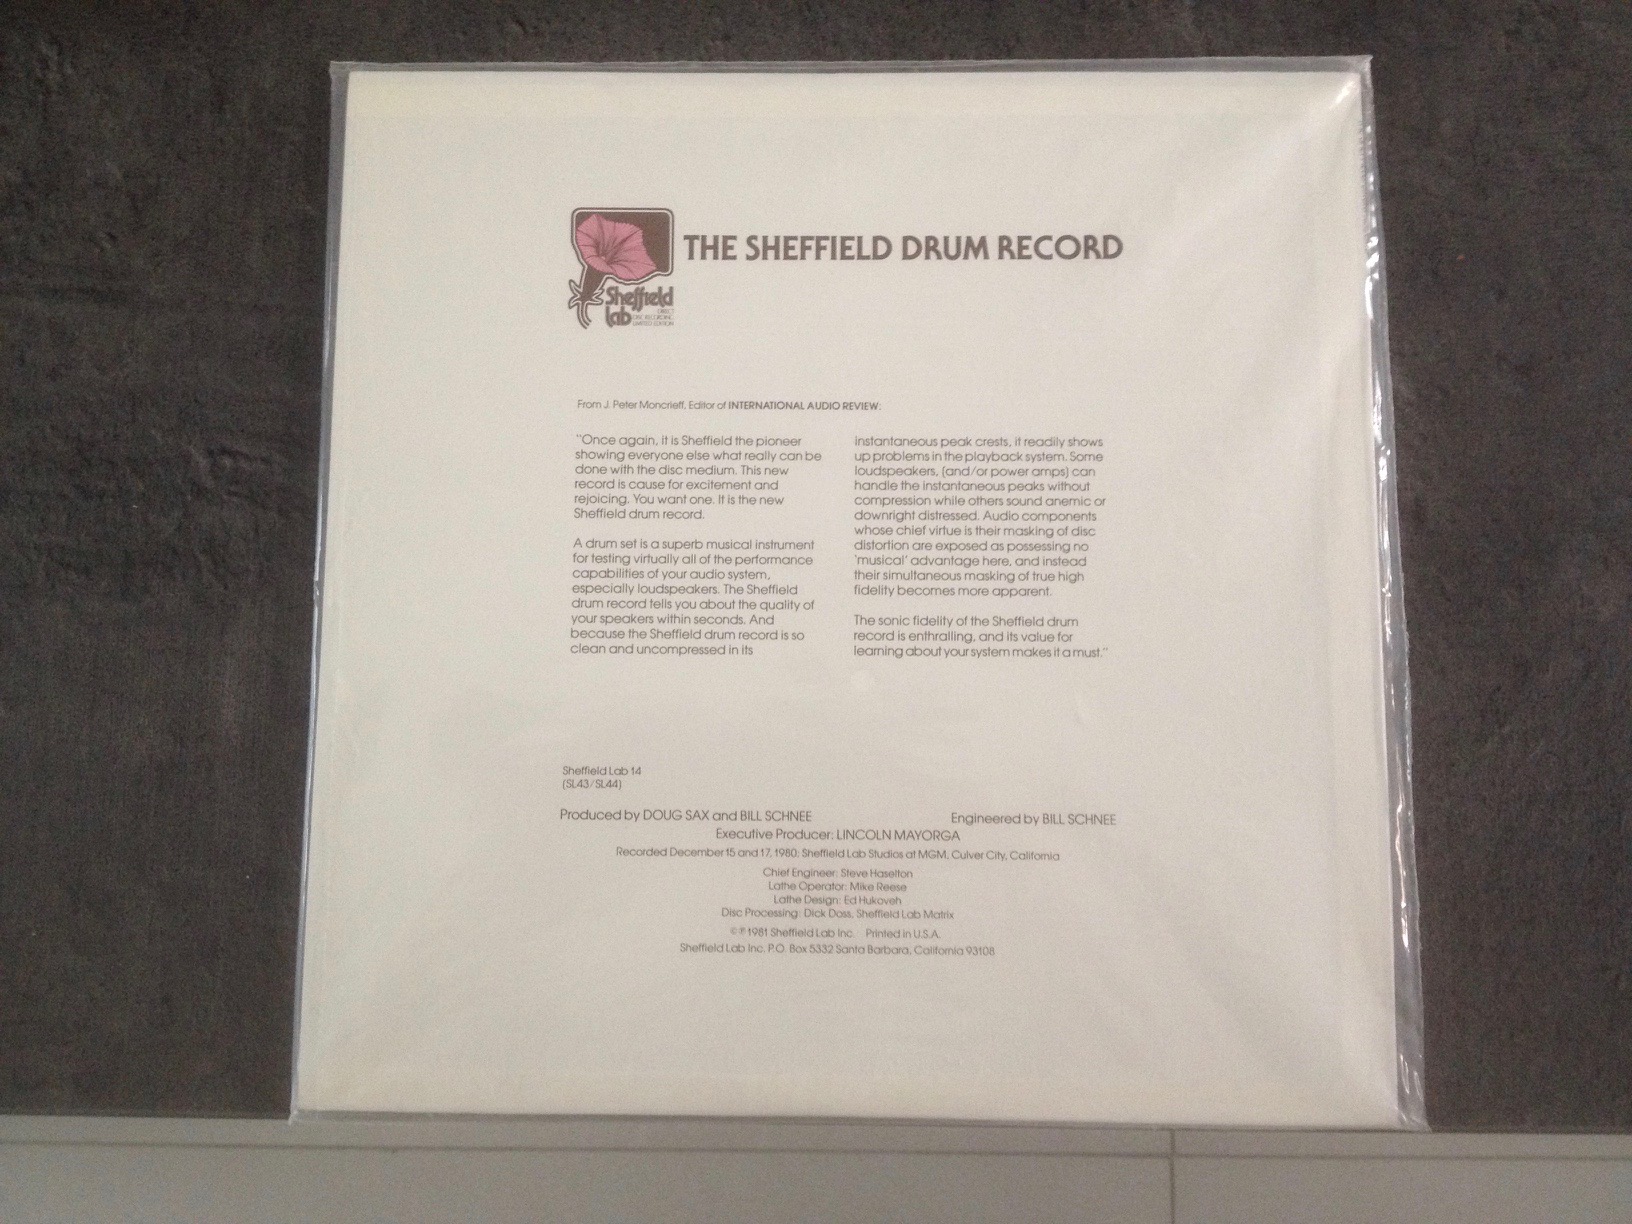 THE SHEFFIELD DRUM RECORD
Sheffield
Lab
DIRECT
DISC RECORDING
LIMITED EDITION
From J. Peter Moncrieff, Editor of INTERNATIONAL AUDIO REVIEW:
"Once again, it is Sheffield the pioneer
showing everyone else what really can be
done with the disc medium. This new
record is cause for excitement and
rejoicing. You want one. It is the new
Sheffield drum record.
A drum set is a superb musical instrument
for testing virtually all of the performance
capabilities of your audio system,
especially loudspeakers. The Sheffield
drum record tells you about the quality of
your speakers within seconds. And
because the Sheffield drum record is so
clean and uncompressed in its
instantaneous peak crests, it readily shows
up problems in the playback system. Some
loudspeakers, (and/or power amps) can
handle the instantaneous peaks without
compression while others sound anemic or
downright distressed. Audio components
whose chief virtue is their masking of disc
distortion are exposed as possessing no
'musical' advantage here, and instead
their simultaneous masking of true high
fidelity becomes more apparent.
The sonic fidelity of the Sheffield drum
record is enthralling, and its value for
learning about your system makes it a must."
Sheffield Lab 14
(SL43/SL44)
Produced by DOUG SAX and BILL SCHNEE Engineered by BILL SCHNEE
Executive Producer: LINCOLN MAYORGA
Recorded December 15 and 17, 1980: Sheffield Lab Studios at MGM, Culver City, California
Chief Engineer: Steve Haselton
Lathe Operator: Mike Reese
Lathe Design: Ed Hukoveh
Disc Processing: Dick Doss, Sheffield Lab Matrix
©℗1981 Sheffield Lab Inc. Printed in U.S.A.
Sheffield Lab Inc. P.O. Box 5332 Santa Barbara, California 93108